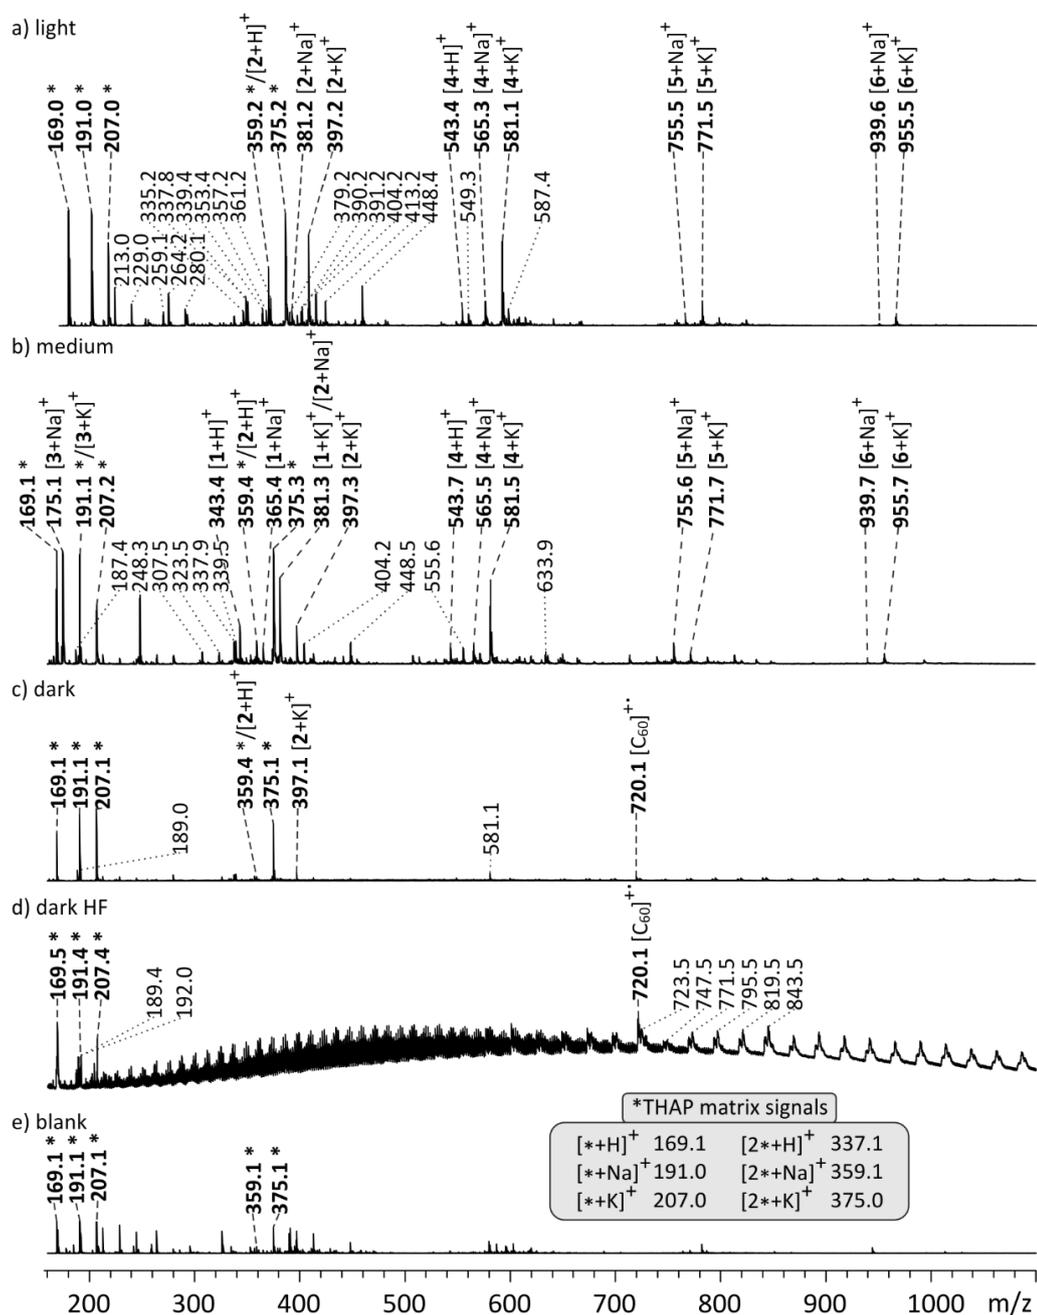 a) light
169.0 *
191.0 *
207.0 *
213.0
229.0
259.1
264.2
280.1
335.2
337.8
339.4
353.4
357.2
361.2
359.2 */[2+H]+
375.2 *
381.2 [2+Na]+
397.2 [2+K]+
379.2
390.2
391.2
404.2
413.2
448.4
543.4 [4+H]+
549.3
565.3 [4+Na]+
581.1 [4+K]+
587.4
755.5 [5+Na]+
771.5 [5+K]+
939.6 [6+Na]+
955.5 [6+K]+
b) medium
169.1 *
175.1 [3+Na]+
191.1 */[3+K]+
207.2 *
187.4
248.3
307.5
323.5
337.9
339.5
343.4 [1+H]+
359.4 */[2+H]+
365.4 [1+Na]+
375.3 *
381.3 [1+K]+/[2+Na]+
397.3 [2+K]+
404.2
448.5
555.6
543.7 [4+H]+
565.5 [4+Na]+
581.5 [4+K]+
633.9
755.6 [5+Na]+
771.7 [5+K]+
939.7 [6+Na]+
955.7 [6+K]+
c) dark
169.1 *
191.1 *
207.1 *
189.0
359.4 */[2+H]+
375.1 *
397.1 [2+K]+
581.1
720.1 [C60]+·
d) dark HF
169.5 *
191.4 *
207.4 *
189.4
192.0
720.1 [C60]+·
723.5
747.5
771.5
795.5
819.5
843.5
e) blank
169.1 *
191.1 *
207.1 *
359.1 *
375.1 *
*THAP matrix signals
[*+H]+ 169.1 [2*+H]+ 337.1
[*+Na]+ 191.0 [2*+Na]+ 359.1
[*+K]+ 207.0 [2*+K]+ 375.0
200 300 400 500 600 700 800 900 1000 m/z